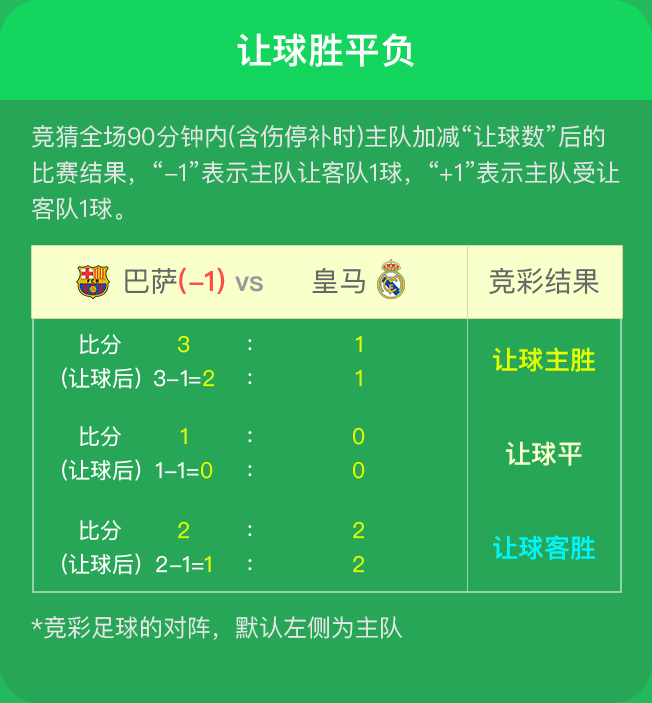 让球胜平负
竞猜全场90分钟内(含伤停补时)主队加减“让球数”后的
比赛结果，“-1”表示主队让客队1球，“+1”表示主队受让
客队1球。
巴萨(-1) vs 皇马 竞彩结果
比分 3 : 1
(让球后) 3-1=2 : 1
让球主胜
比分 1 : 0
(让球后) 1-1=0 : 0
让球平
比分 2 : 2
(让球后) 2-1=1 : 2
让球客胜
*竞彩足球的对阵，默认左侧为主队